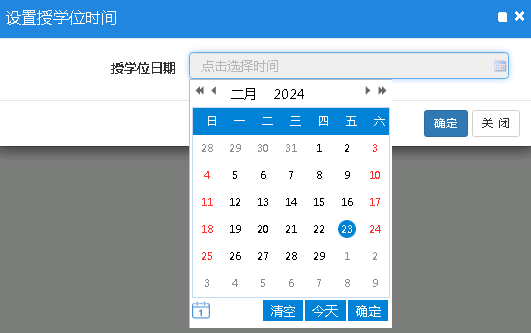 设置授学位时间
授学位日期 点击选择时间
二月 2024
日 一 二 三 四 五 六
28 29 30 31 1 2 3
4 5 6 7 8 9 10
11 12 13 14 15 16 17
18 19 20 21 22 23 24
25 26 27 28 29 1 2
3 4 5 6 7 8 9
1 清空 今天 确定
确定 关 闭